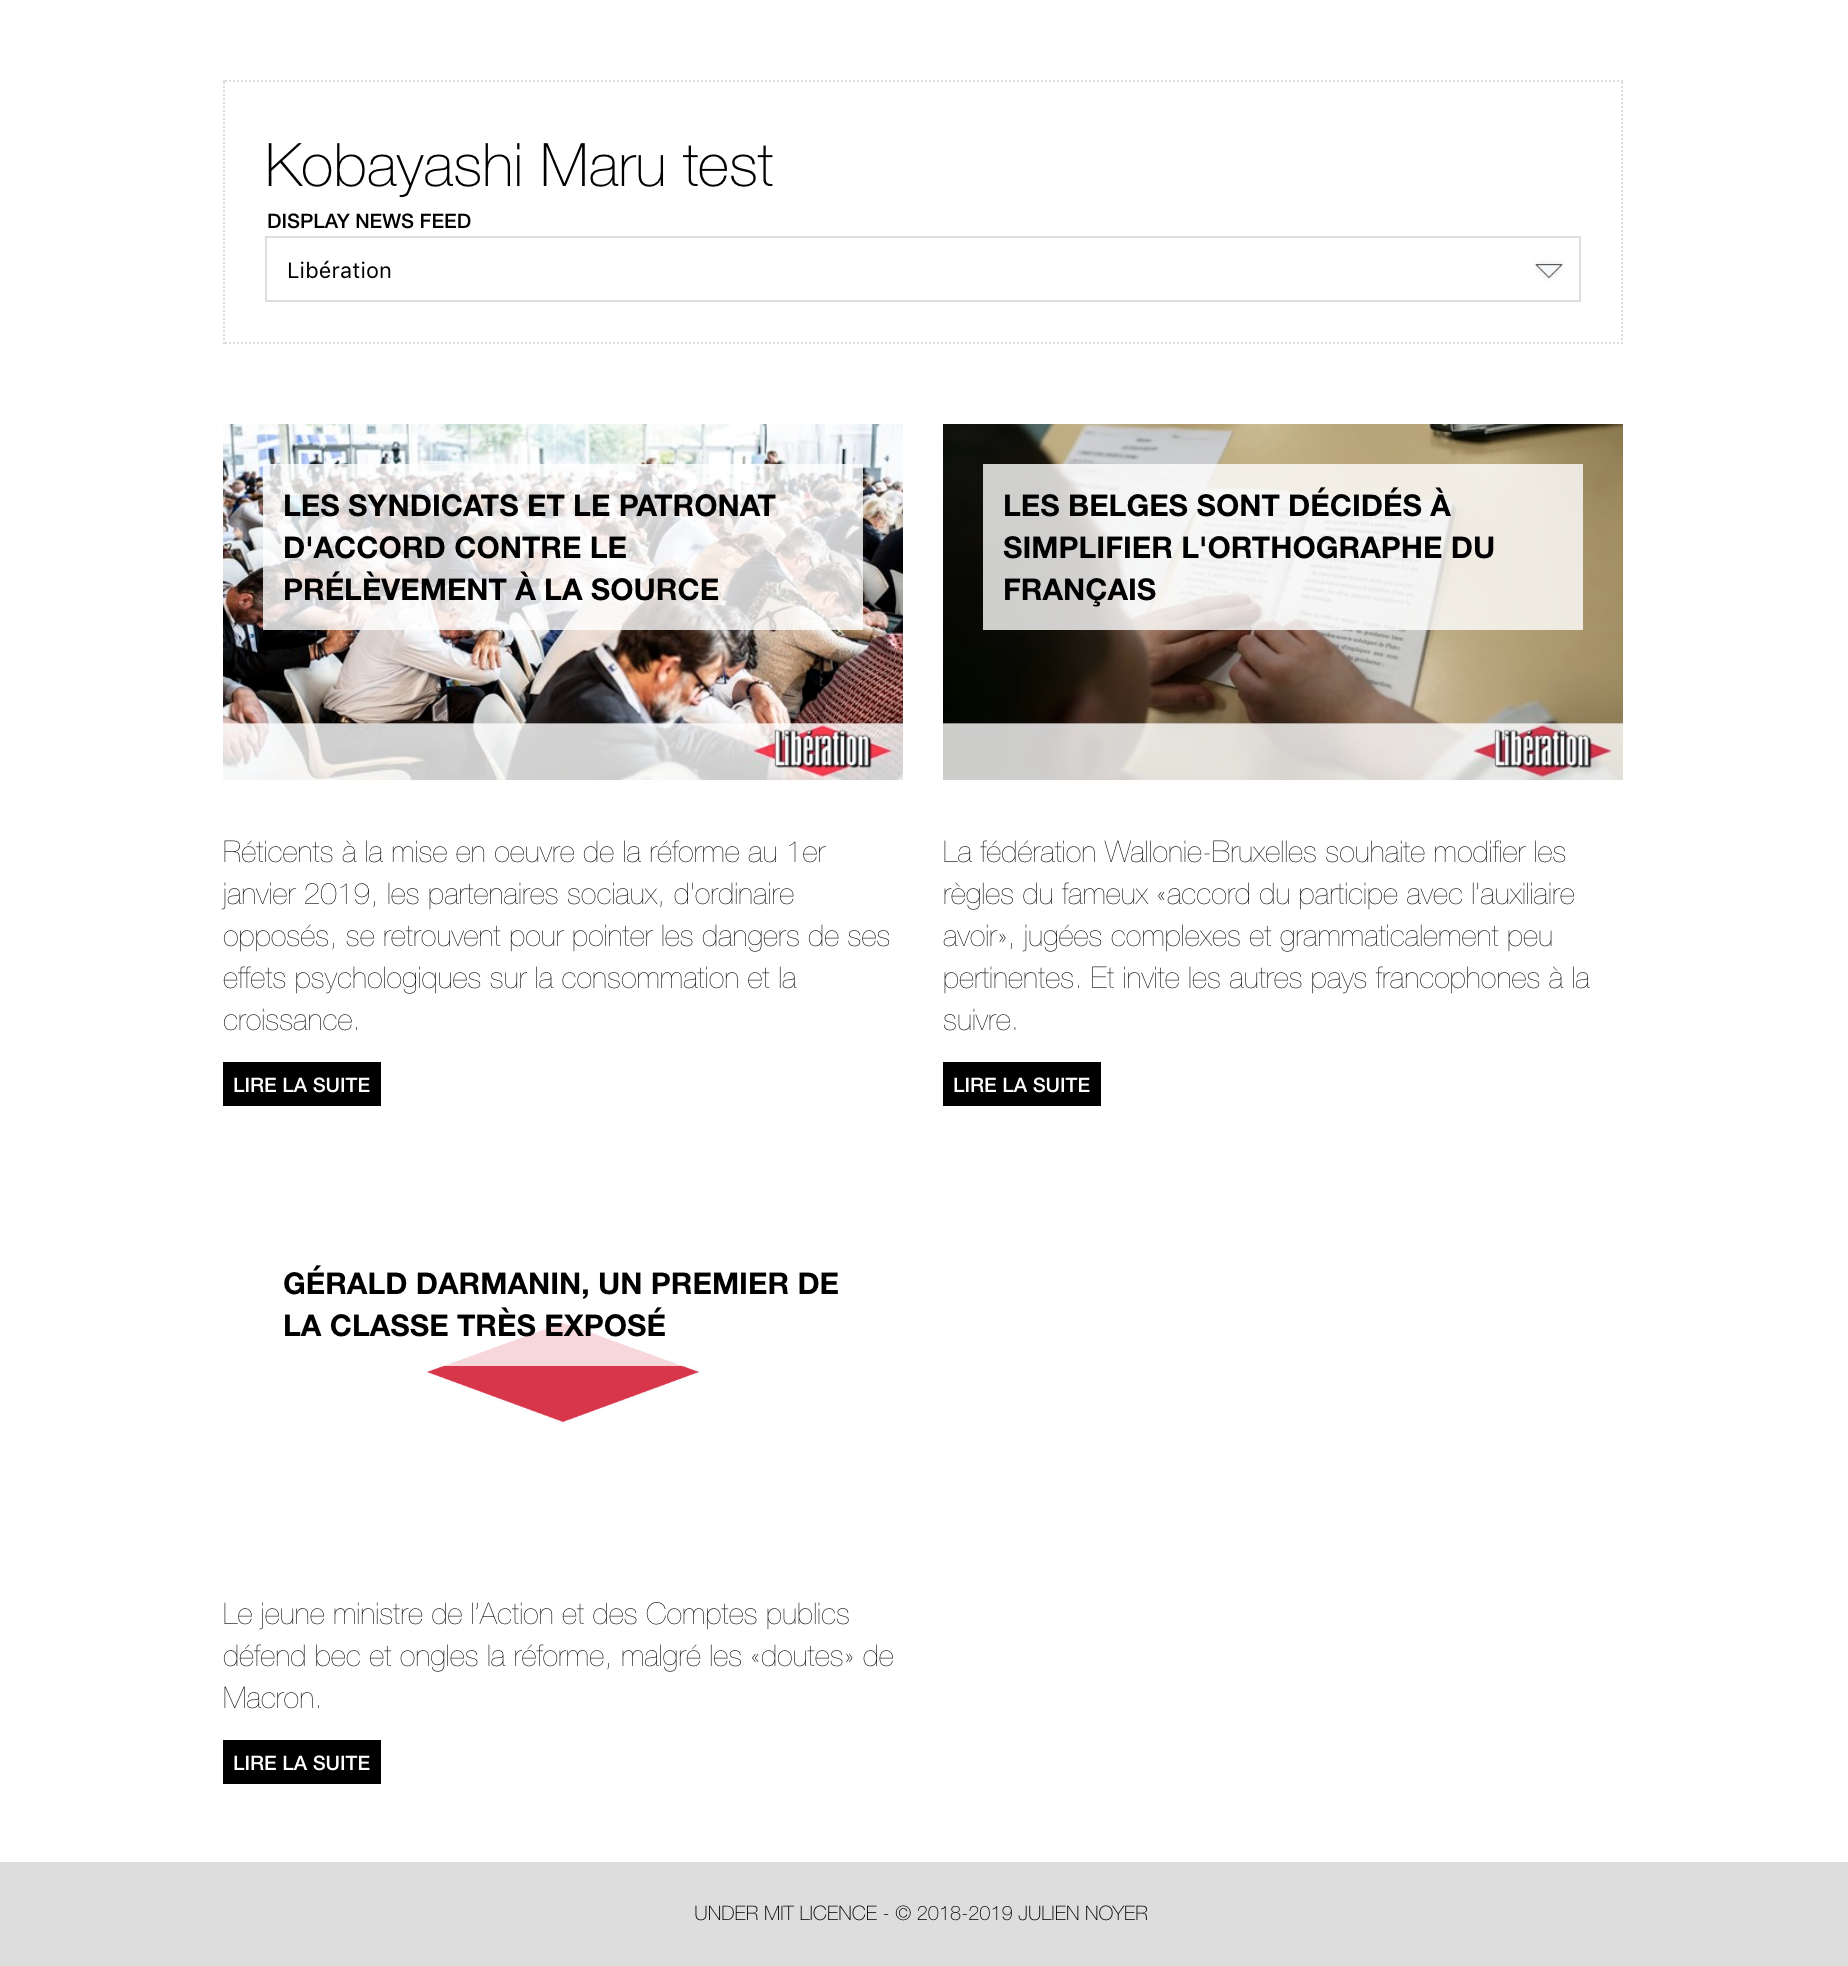 Kobayashi Maru test
DISPLAY NEWS FEED
Libération
LES SYNDICATS ET LE PATRONAT
D'ACCORD CONTRE LE
PRÉLÈVEMENT À LA SOURCE
Libération
Réticents à la mise en oeuvre de la réforme au 1er
janvier 2019, les partenaires sociaux, d'ordinaire
opposés, se retrouvent pour pointer les dangers de ses
effets psychologiques sur la consommation et la
croissance.
LIRE LA SUITE
LES BELGES SONT DÉCIDÉS À
SIMPLIFIER L'ORTHOGRAPHE DU
FRANÇAIS
Libération
La fédération Wallonie-Bruxelles souhaite modifier les
règles du fameux «accord du participe avec l'auxiliaire
avoir», jugées complexes et grammaticalement peu
pertinentes. Et invite les autres pays francophones à la
suivre.
LIRE LA SUITE
GÉRALD DARMANIN, UN PREMIER DE
LA CLASSE TRÈS EXPOSÉ
Le jeune ministre de l’Action et des Comptes publics
défend bec et ongles la réforme, malgré les «doutes» de
Macron.
LIRE LA SUITE
UNDER MIT LICENCE - © 2018-2019 JULIEN NOYER